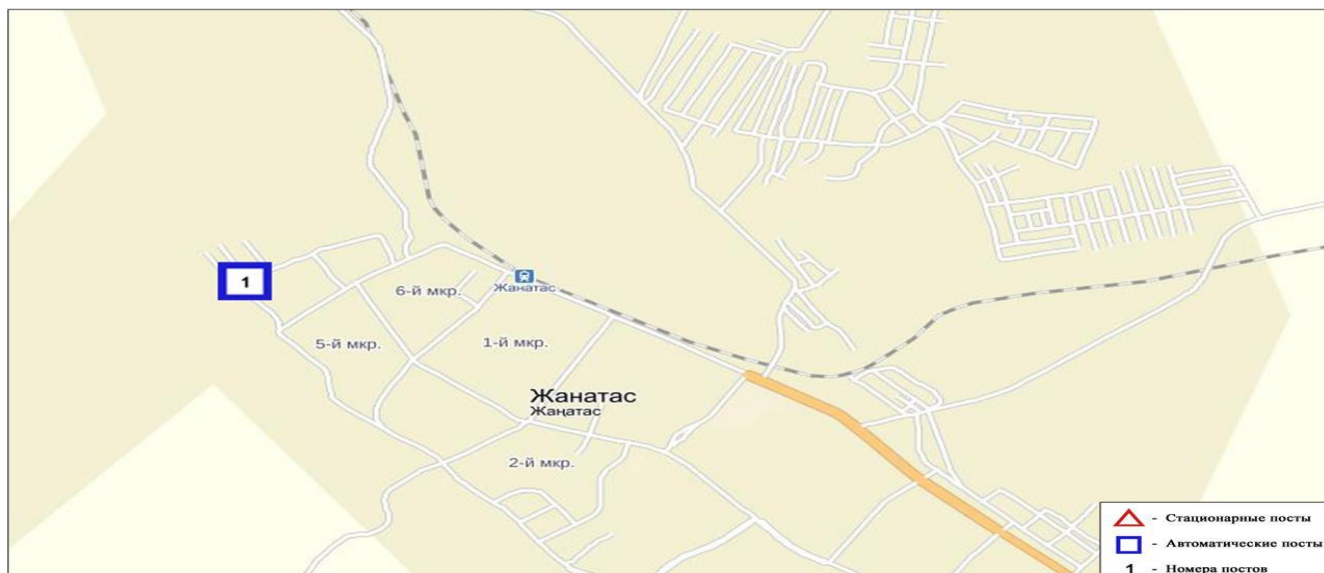 1
6-й мкр.
Жанатас
5-й мкр.
1-й мкр.
Жанатас
Жаңатас
2-й мкр.
- Стационарные посты
- Автоматические посты
1 - Номера постов